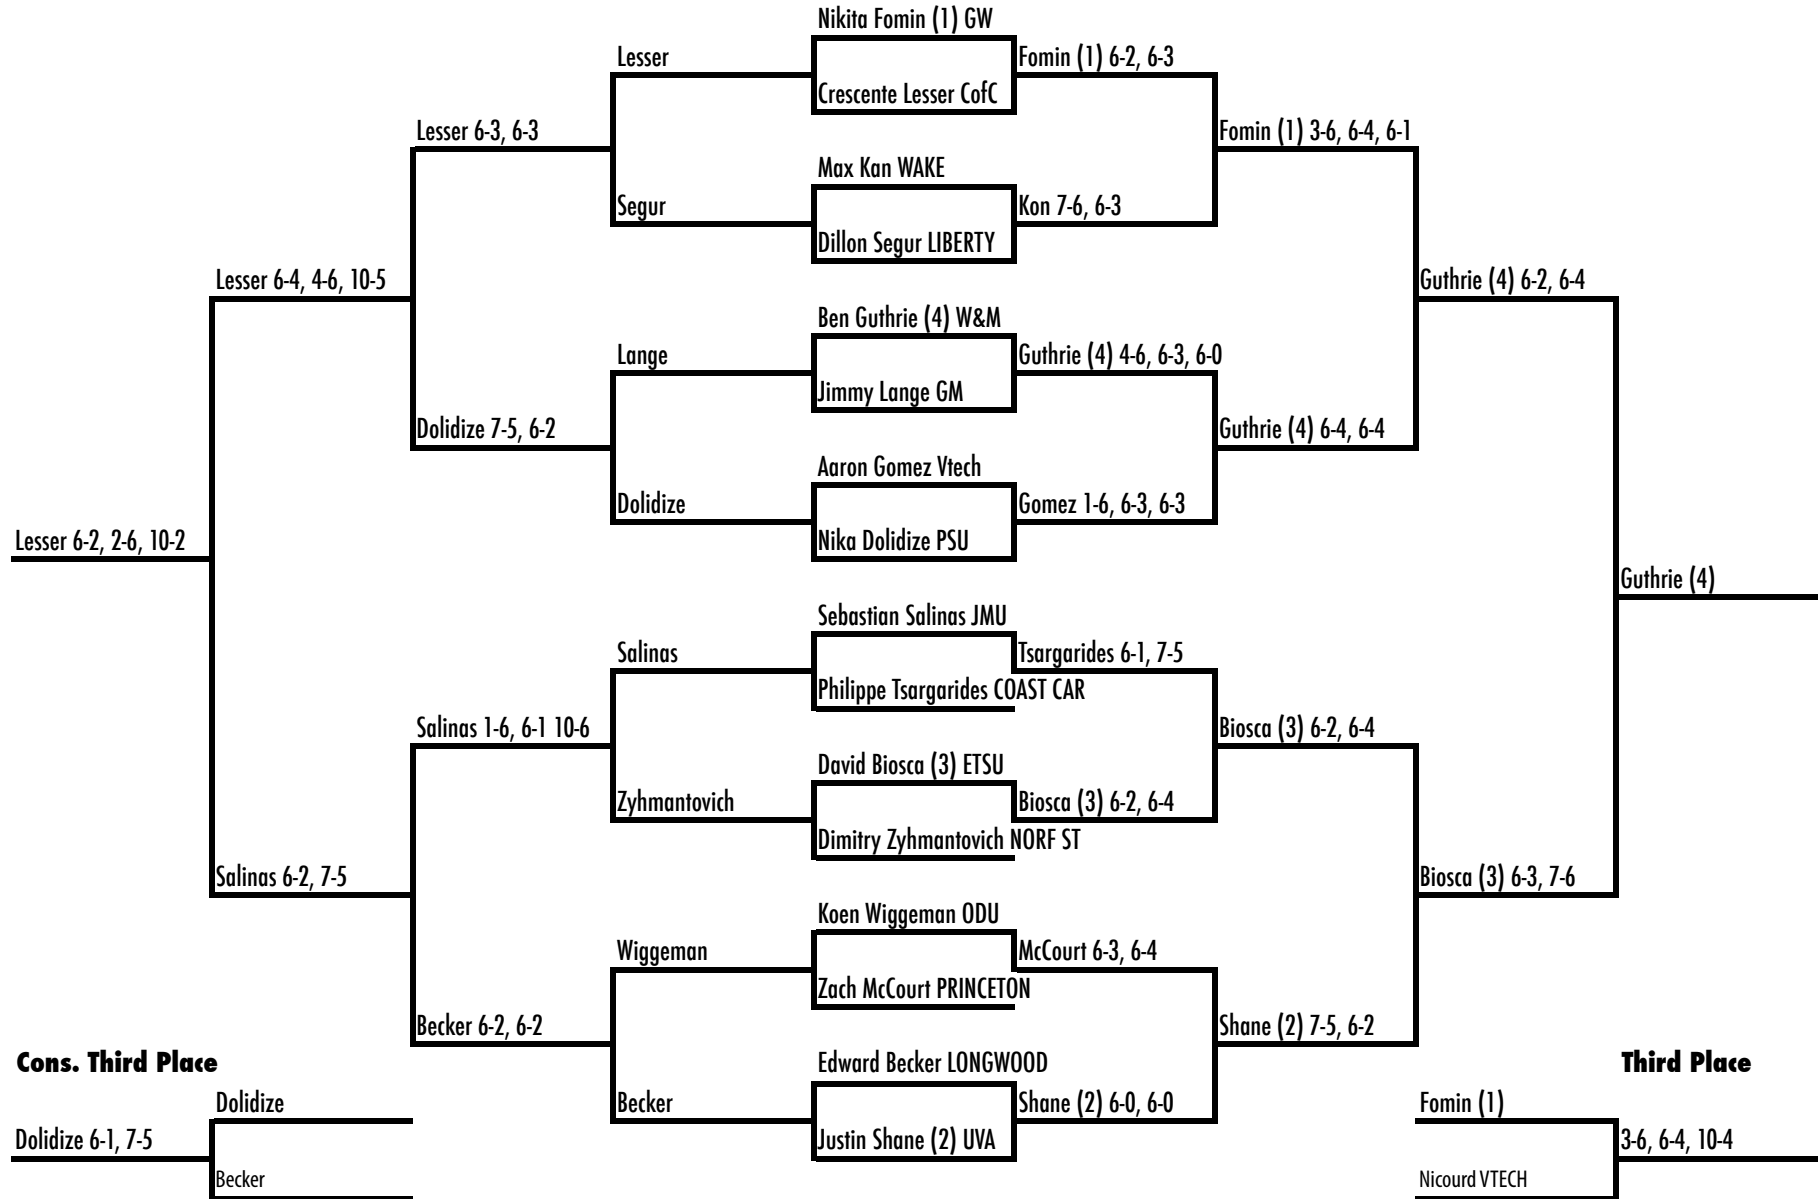 Nikita Fomin (1) GW
Lesser
Fomin (1) 6-2, 6-3
Crescente Lesser CofC
Lesser 6-3, 6-3
Fomin (1) 3-6, 6-4, 6-1
Max Kan WAKE
Segur
Kon 7-6, 6-3
Dillon Segur LIBERTY
Lesser 6-4, 4-6, 10-5
Guthrie (4) 6-2, 6-4
Ben Guthrie (4) W&M
Lange
Guthrie (4) 4-6, 6-3, 6-0
Jimmy Lange GM
Dolidize 7-5, 6-2
Guthrie (4) 6-4, 6-4
Aaron Gomez Vtech
Dolidize
Gomez 1-6, 6-3, 6-3
Nika Dolidize PSU
Lesser 6-2, 2-6, 10-2
Guthrie (4)
Sebastian Salinas JMU
Salinas
Tsargarides 6-1, 7-5
Philippe Tsargarides COAST CAR
Salinas 1-6, 6-1 10-6
Biosca (3) 6-2, 6-4
David Biosca (3) ETSU
Zyhmantovich
Biosca (3) 6-2, 6-4
Dimitry Zyhmantovich NORF ST
Salinas 6-2, 7-5
Biosca (3) 6-3, 7-6
Koen Wiggeman ODU
Wiggeman
McCourt 6-3, 6-4
Zach McCourt PRINCETON
Becker 6-2, 6-2
Shane (2) 7-5, 6-2
Cons. Third Place
Edward Becker LONGWOOD
Third Place
Dolidize
Becker
Shane (2) 6-0, 6-0
Fomin (1)
Dolidize 6-1, 7-5
Justin Shane (2) UVA
3-6, 6-4, 10-4
Becker
Nicourd VTECH